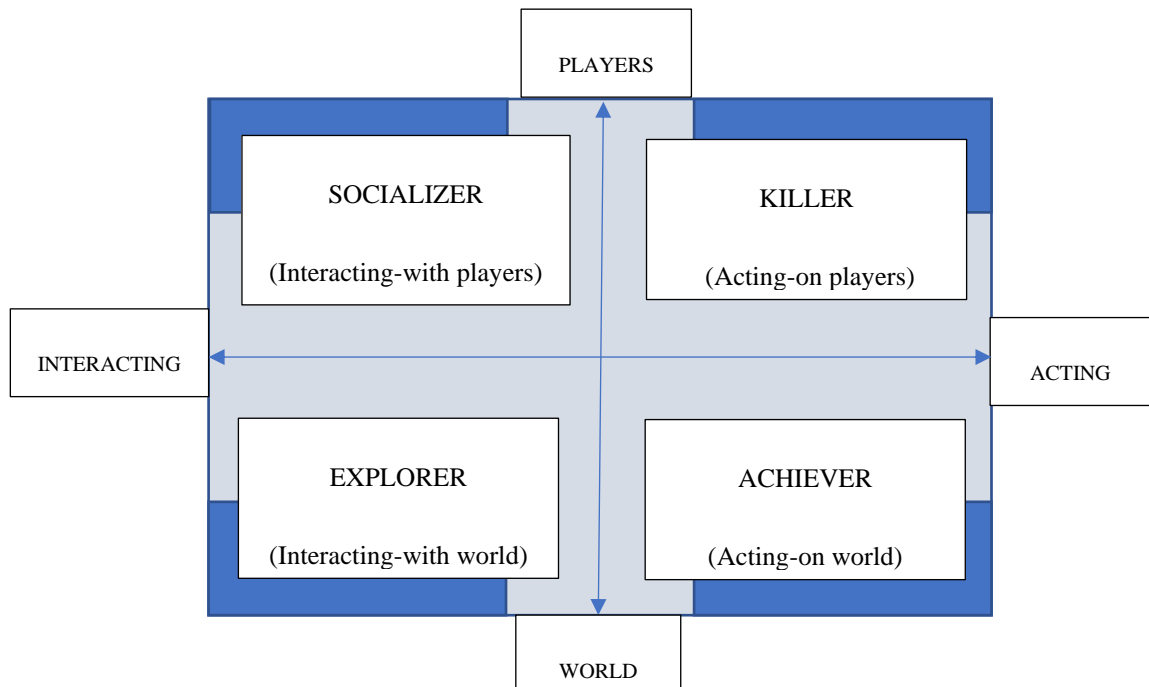 PLAYERS
SOCIALIZER
(Interacting-with players)
KILLER
(Acting-on players)
INTERACTING
ACTING
EXPLORER
(Interacting-with world)
ACHIEVER
(Acting-on world)
WORLD